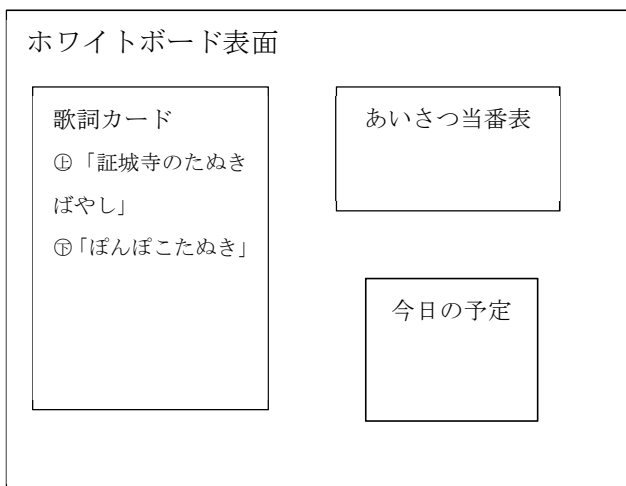 ホワイトボード表面
歌詞カード
㊤「証城寺のたぬき
ばやし」
㊦「ぽんぽこたぬき」
あいさつ当番表
今日の予定